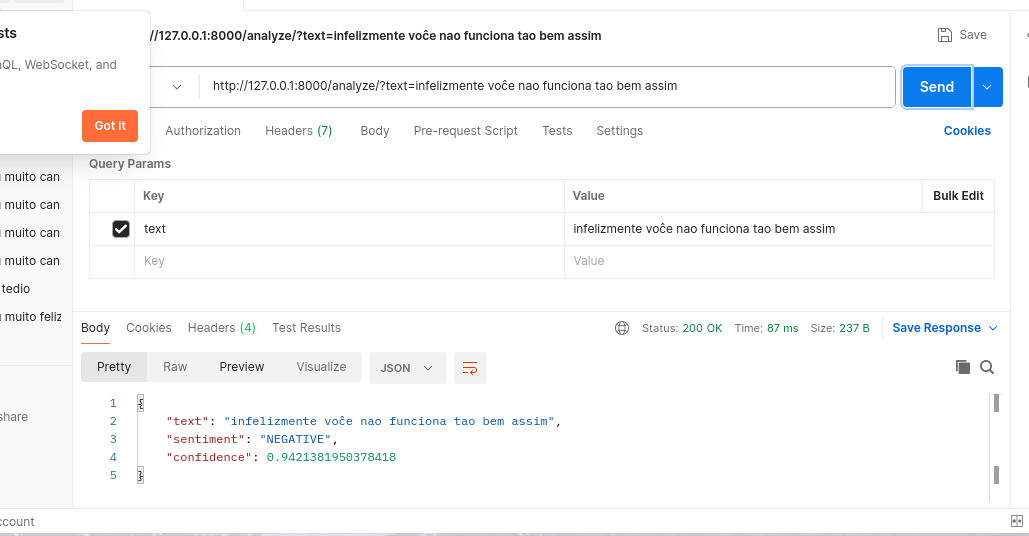 sts
//127.0.0.1:8000/analyze/?text=infelizmente voĉe nao funciona tao bem assim
Save
QL, WebSocket, and
http://127.0.0.1:8000/analyze/?text=infelizmente voĉe nao funciona tao bem assim
Send
Got it
Authorization Headers (7) Body Pre-request Script Tests Settings Cookies
Query Params
Key Value Bulk Edit
text infelizmente voĉe nao funciona tao bem assim
Key Value
muito can
muito can
muito can
muito can
tedio
muito feliz
share
ccount
Body Cookies Headers (4) Test Results Status: 200 OK Time: 87 ms Size: 237 B Save Response
Pretty Raw Preview Visualize JSON
1 {
2 "text": "infelizmente voĉe nao funciona tao bem assim",
3 "sentiment": "NEGATIVE",
4 "confidence": 0.9421381950378418
5 }